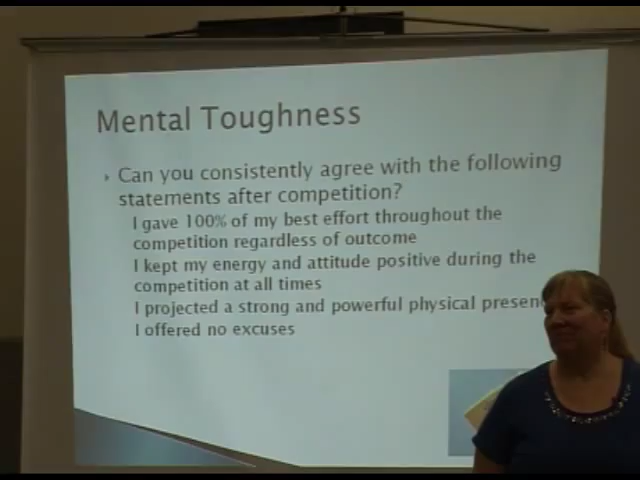 Mental Toughness
Can you consistently agree with the following
statements after competition?
I gave 100% of my best effort throughout the
competition regardless of outcome
I kept my energy and attitude positive during the
competition at all times
I projected a strong and powerful physical
I offered no excuses